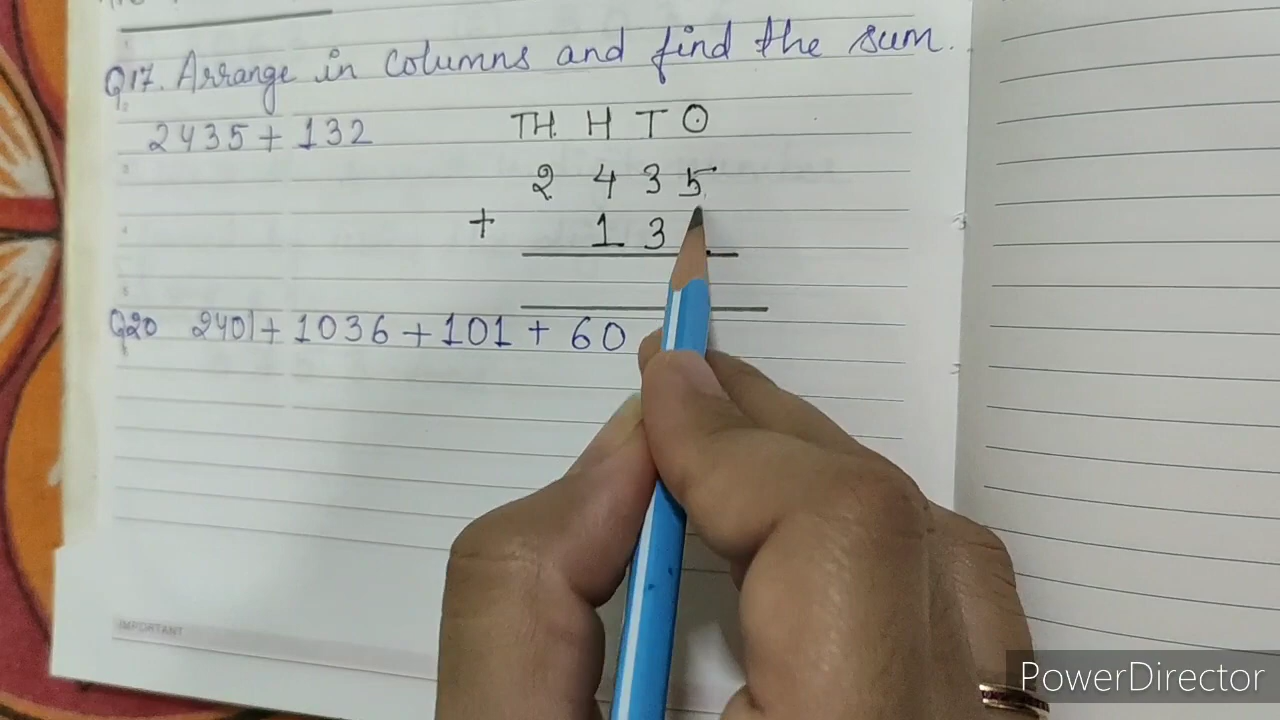 Q17. Arrange in columns and find the sum.
2435 + 132
TH. H T O
2 4 3 5
+ 1 3
Q20 2401 + 1036 + 101 + 60
IMPORTANT
PowerDirector